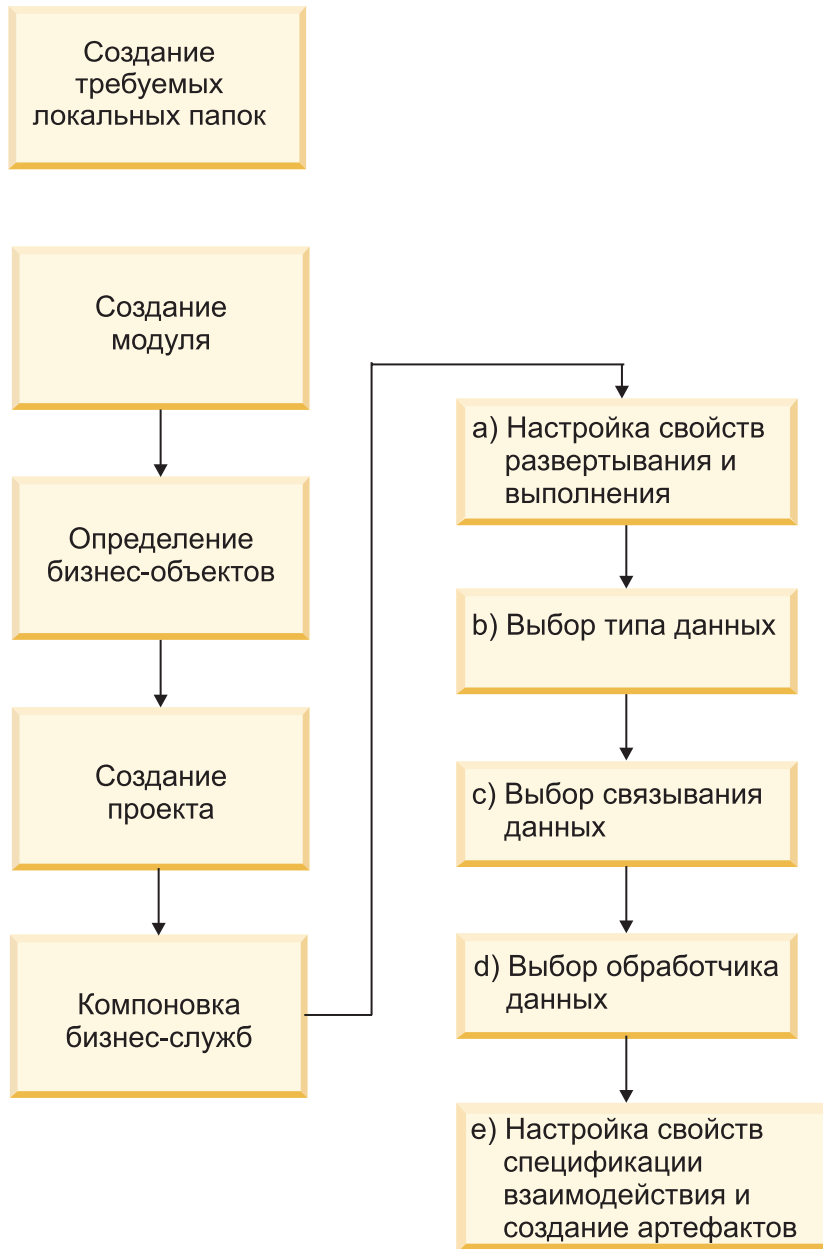 Создание
требуемых
локальных папок
Создание
модуля
Определение
бизнес-объектов
Создание
проекта
Компоновка
бизнес-служб
a) Настройка свойств
развертывания и
выполнения
b) Выбор типа данных
c) Выбор связывания
данных
d) Выбор обработчика
данных
e) Настройка свойств
спецификации
взаимодействия и
создание артефактов